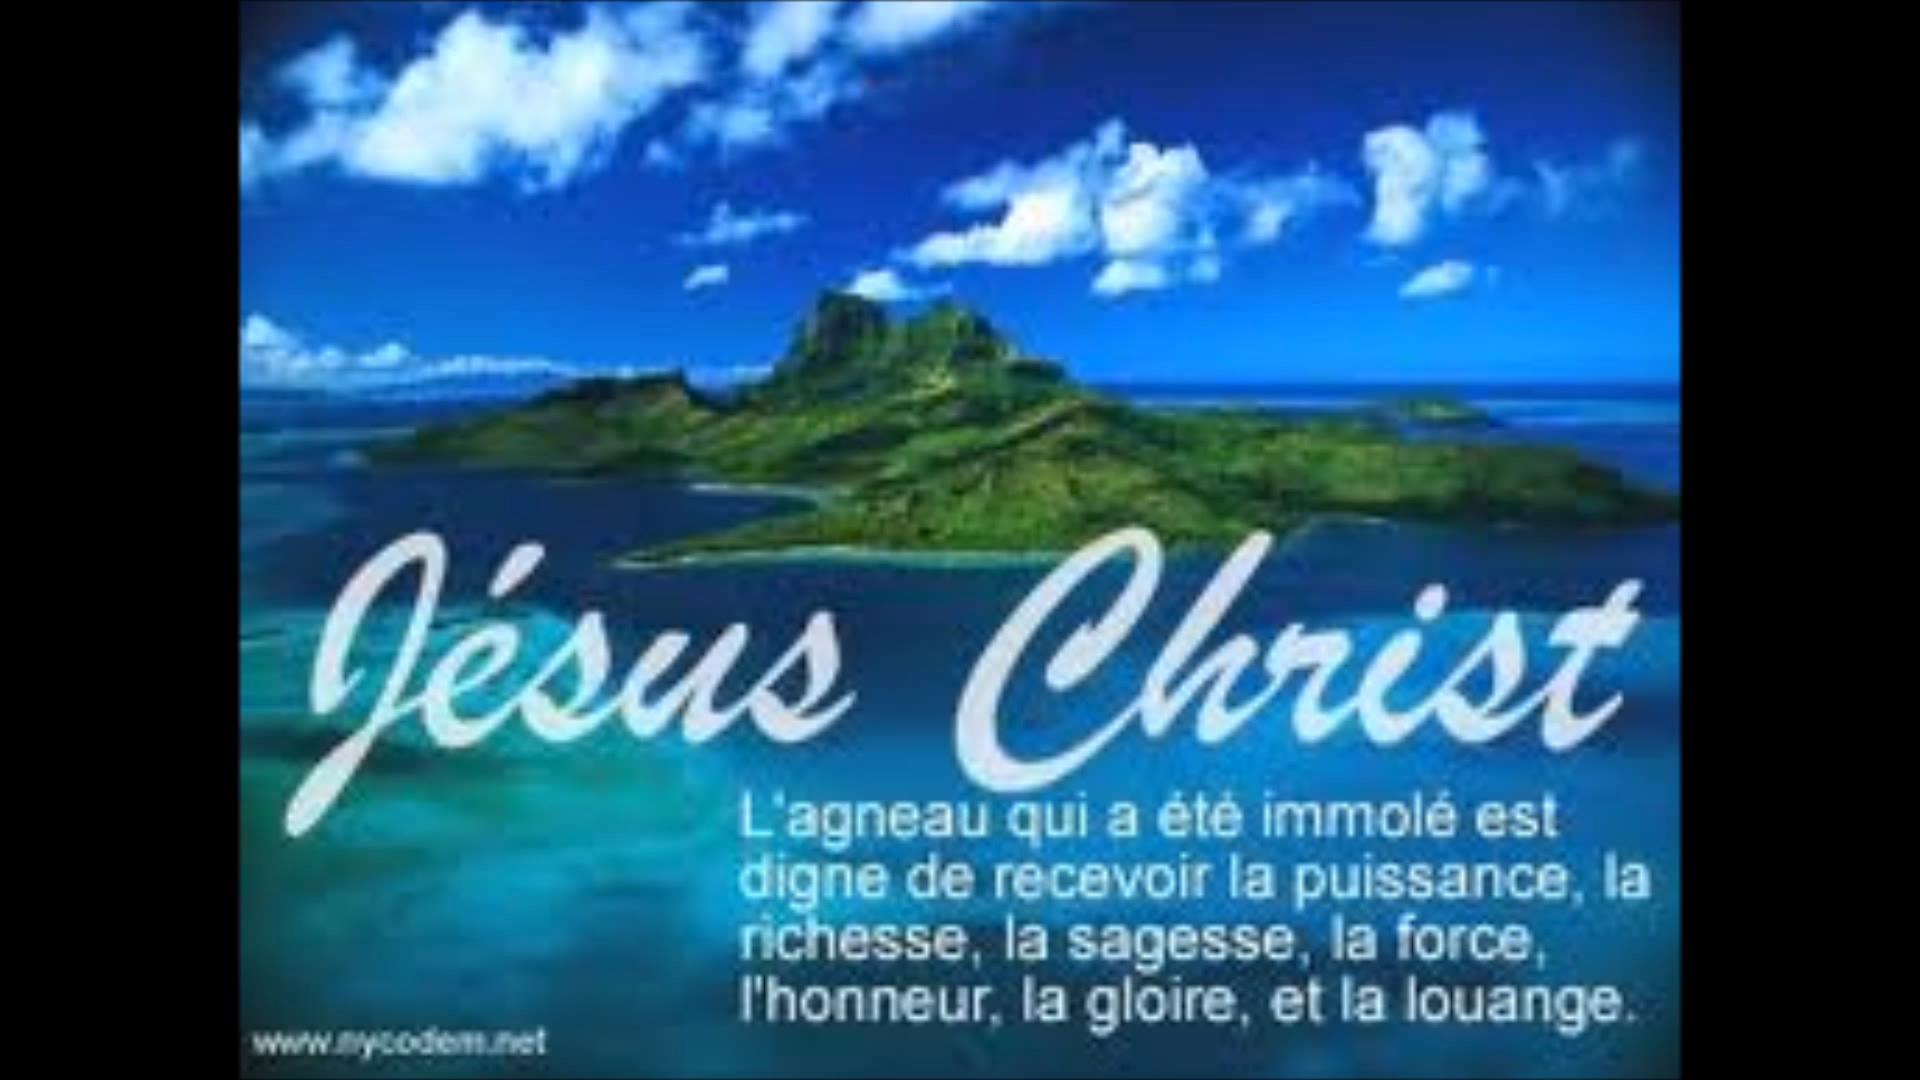 Jésus Christ
L'agneau qui a été immolé est
digne de recevoir la puissance, la
richesse, la sagesse, la force,
l'honneur, la gloire, et la louange.
www.nycodem.net